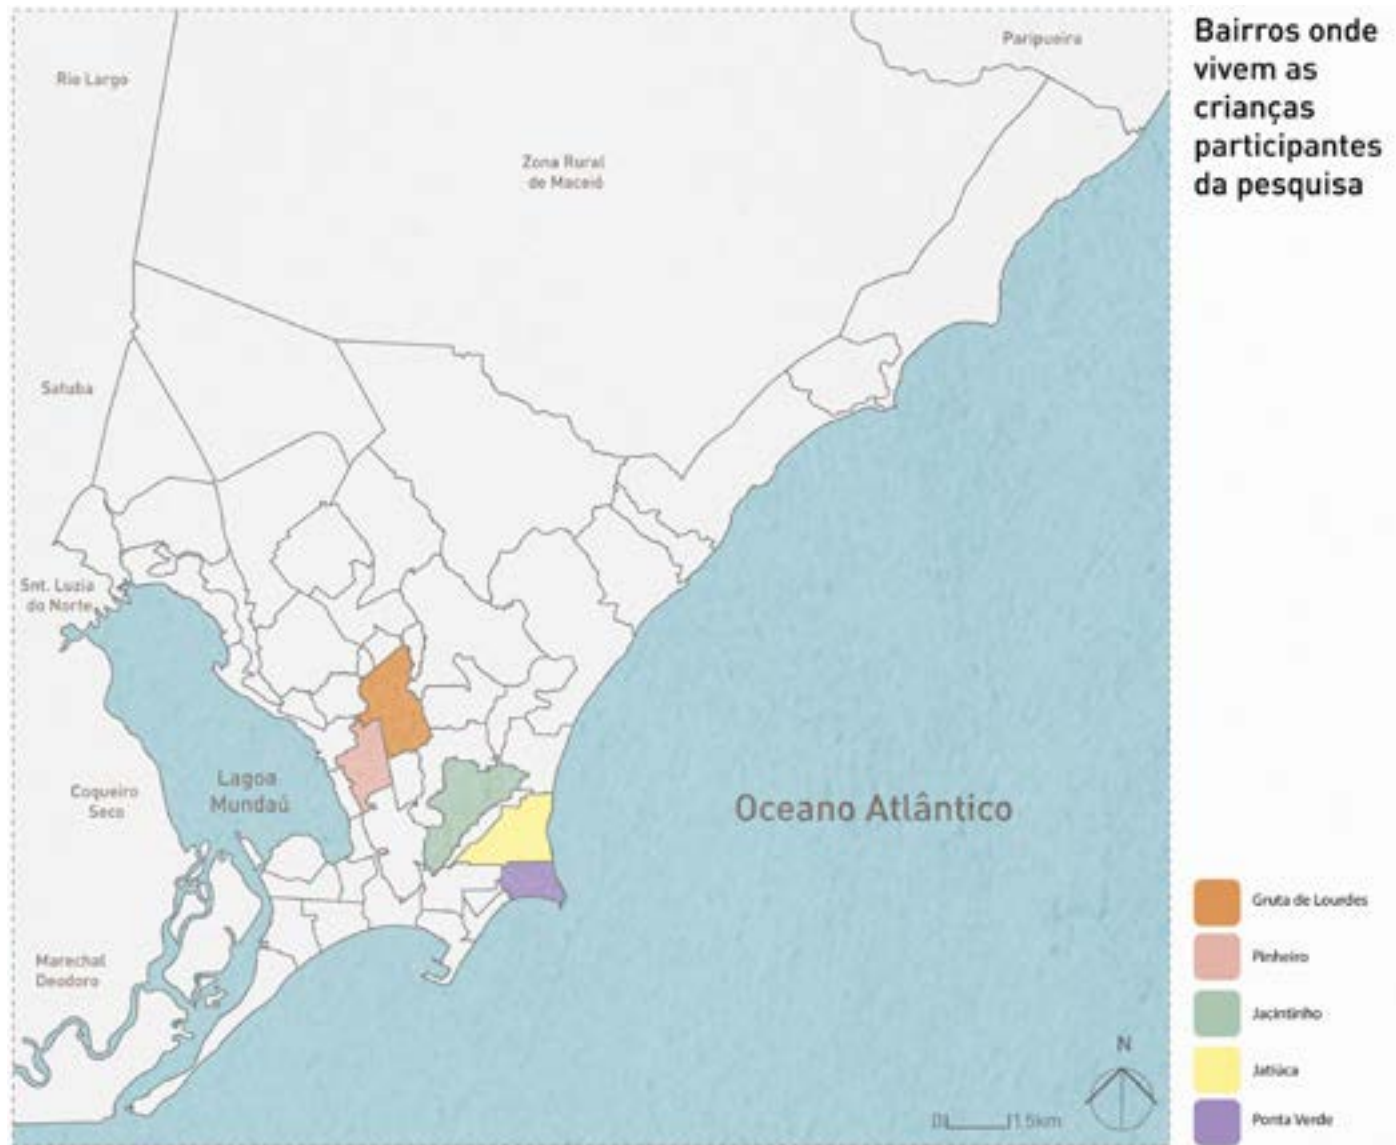 Bairros onde
vivem as
crianças
participantes
da pesquisa
Paripueira
Rio Largo
Zona Rural
de Maceió
Satuba
Snt. Luzia
do Norte
Coqueiro
Seco
Lagoa
Mundaú
Oceano Atlântico
Marechal
Deodoro
N
0
1.5km
Gruta de Lourdes
Pinheiro
Jacintinho
Jatiúca
Ponta Verde